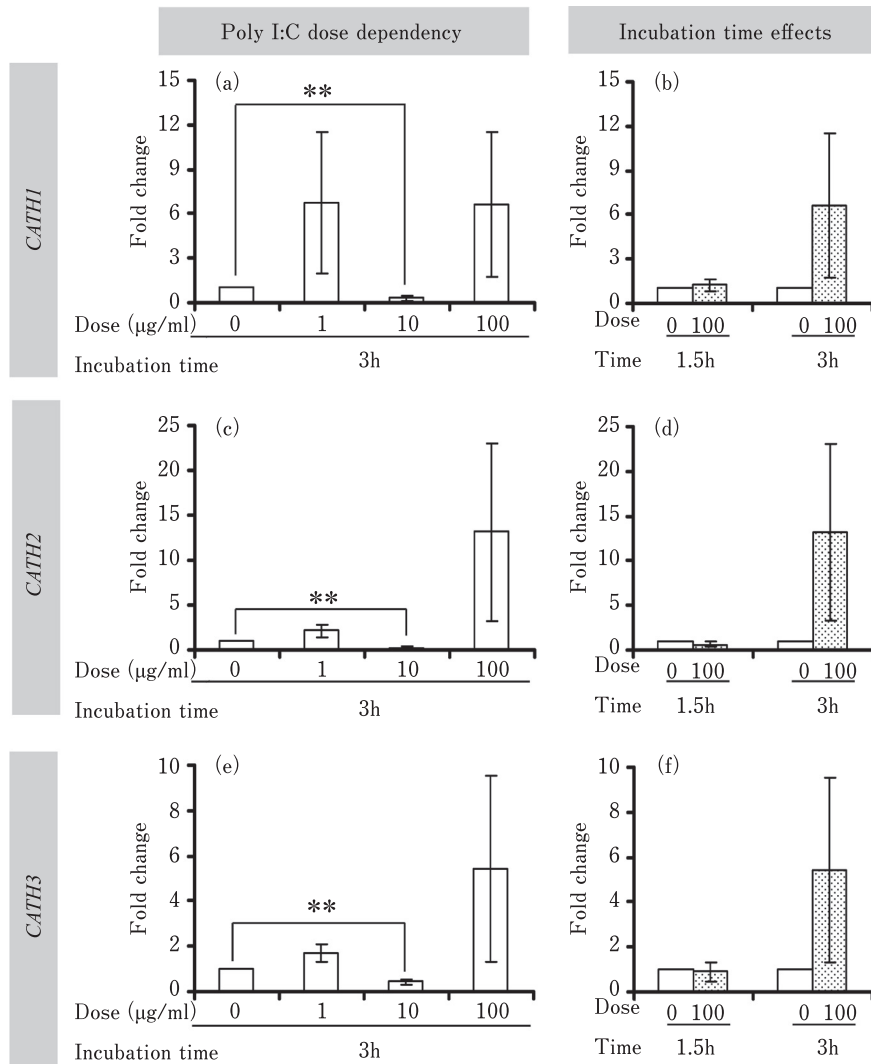 Poly I:C dose dependency
Incubation time effects
CATH1
(a)
**
Fold change
15
12
9
6
3
0
Dose (µg/ml) 0 1 10 100
Incubation time 3h
(b)
Fold change
15
12
9
6
3
0
Dose 0 100 0 100
Time 1.5h 3h
CATH2
(c)
**
Fold change
25
20
15
10
5
0
Dose (µg/ml) 0 1 10 100
Incubation time 3h
(d)
Fold change
25
20
15
10
5
0
Dose 0 100 0 100
Time 1.5h 3h
CATH3
(e)
**
Fold change
10
8
6
4
2
0
Dose (µg/ml) 0 1 10 100
Incubation time 3h
(f)
Fold change
10
8
6
4
2
0
Dose 0 100 0 100
Time 1.5h 3h